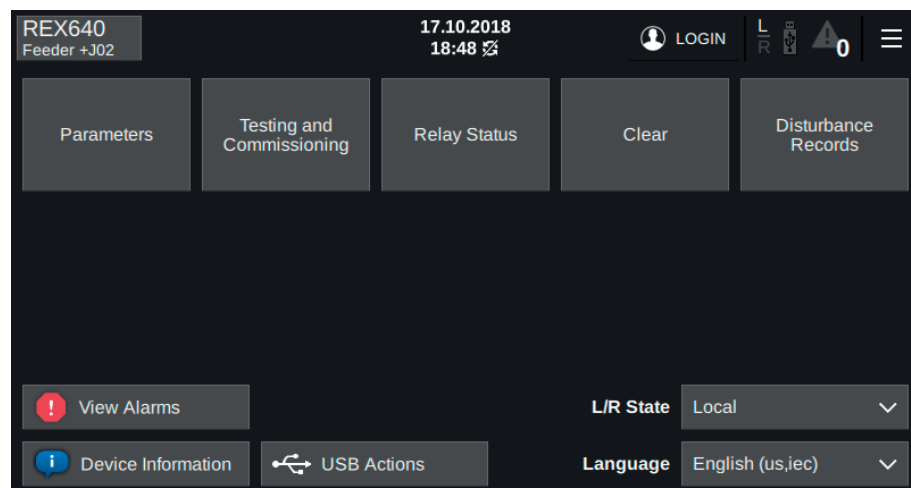 REX640
Feeder +J02
17.10.2018
18:48
LOGIN
L
R
0
Parameters
Testing and
Commissioning
Relay Status
Clear
Disturbance
Records
! View Alarms
L/R State Local
i Device Information
USB Actions
Language English (us,iec)